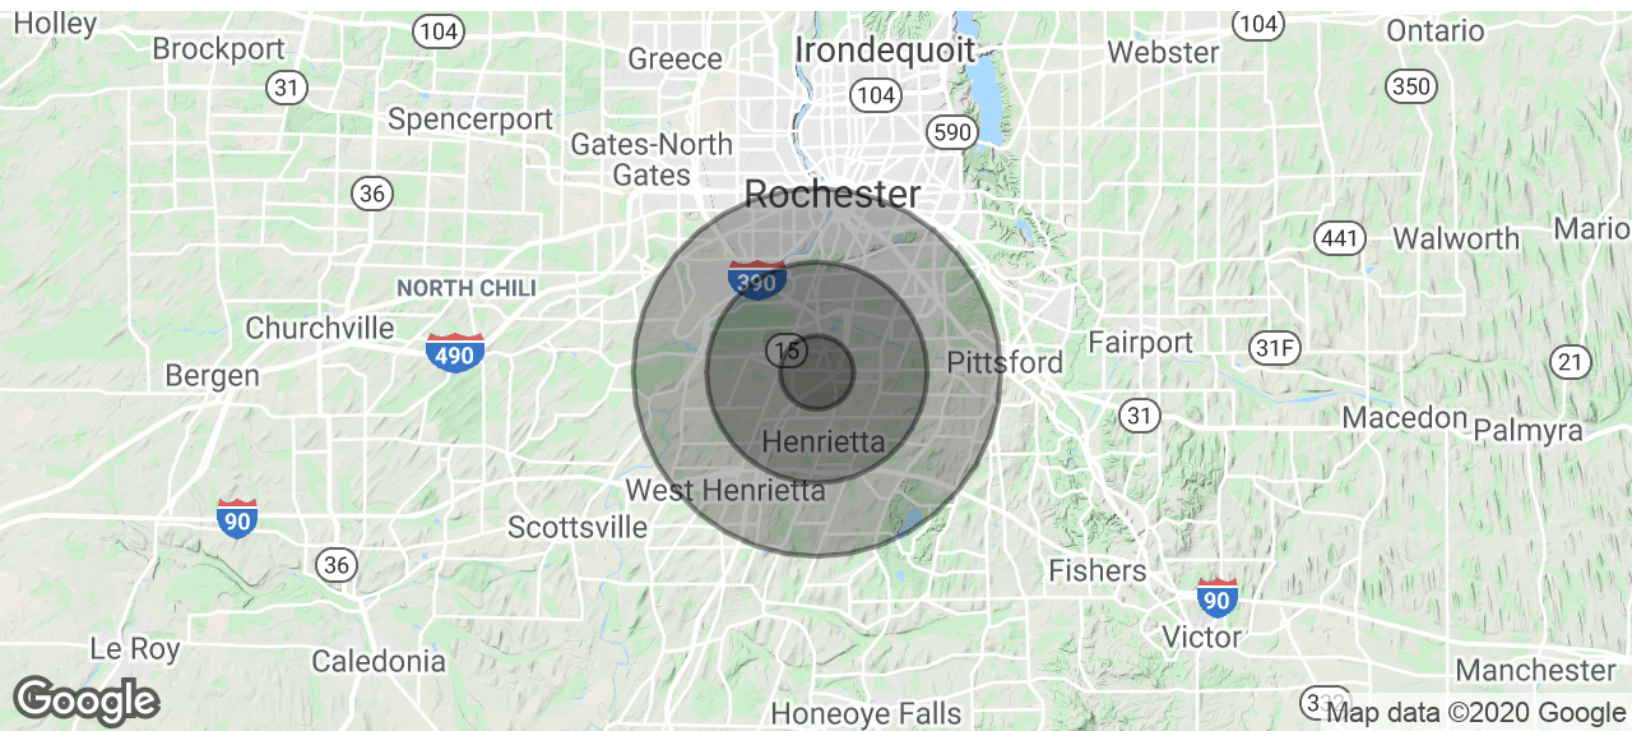 Holley
104
104
Ontario
Brockport
Greece
Irondequoit
Webster
31
104
350
Spencerport
590
Gates-North
Gates
36
Rochester
441
Walworth
Mario
390
NORTH CHILI
Churchville
490
15
Pittsford
Fairport
31F
21
Bergen
31
Macedon
Palmyra
Henrietta
West Henrietta
90
Scottsville
36
Fishers
90
Victor
Le Roy
Caledonia
Manchester
Google
Honeoye Falls
332
Map data ©2020 Google